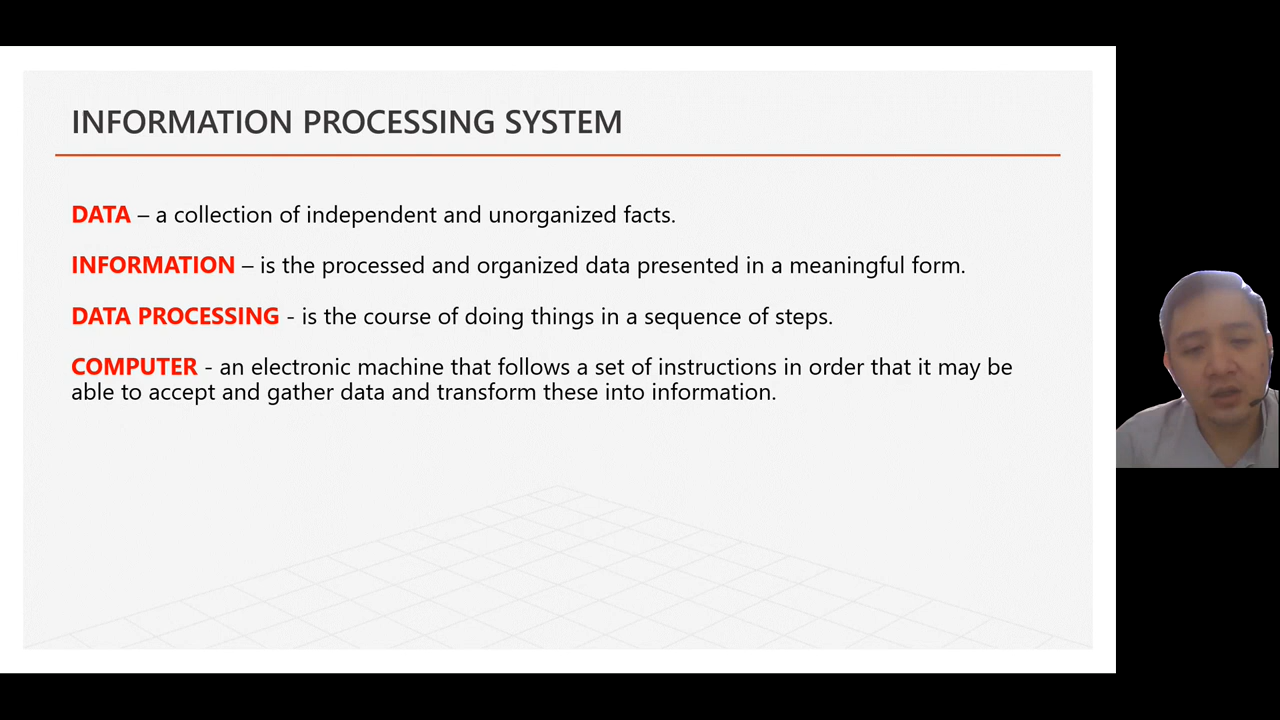 INFORMATION PROCESSING SYSTEM
DATA – a collection of independent and unorganized facts.
INFORMATION – is the processed and organized data presented in a meaningful form.
DATA PROCESSING - is the course of doing things in a sequence of steps.
COMPUTER - an electronic machine that follows a set of instructions in order that it may be
able to accept and gather data and transform these into information.